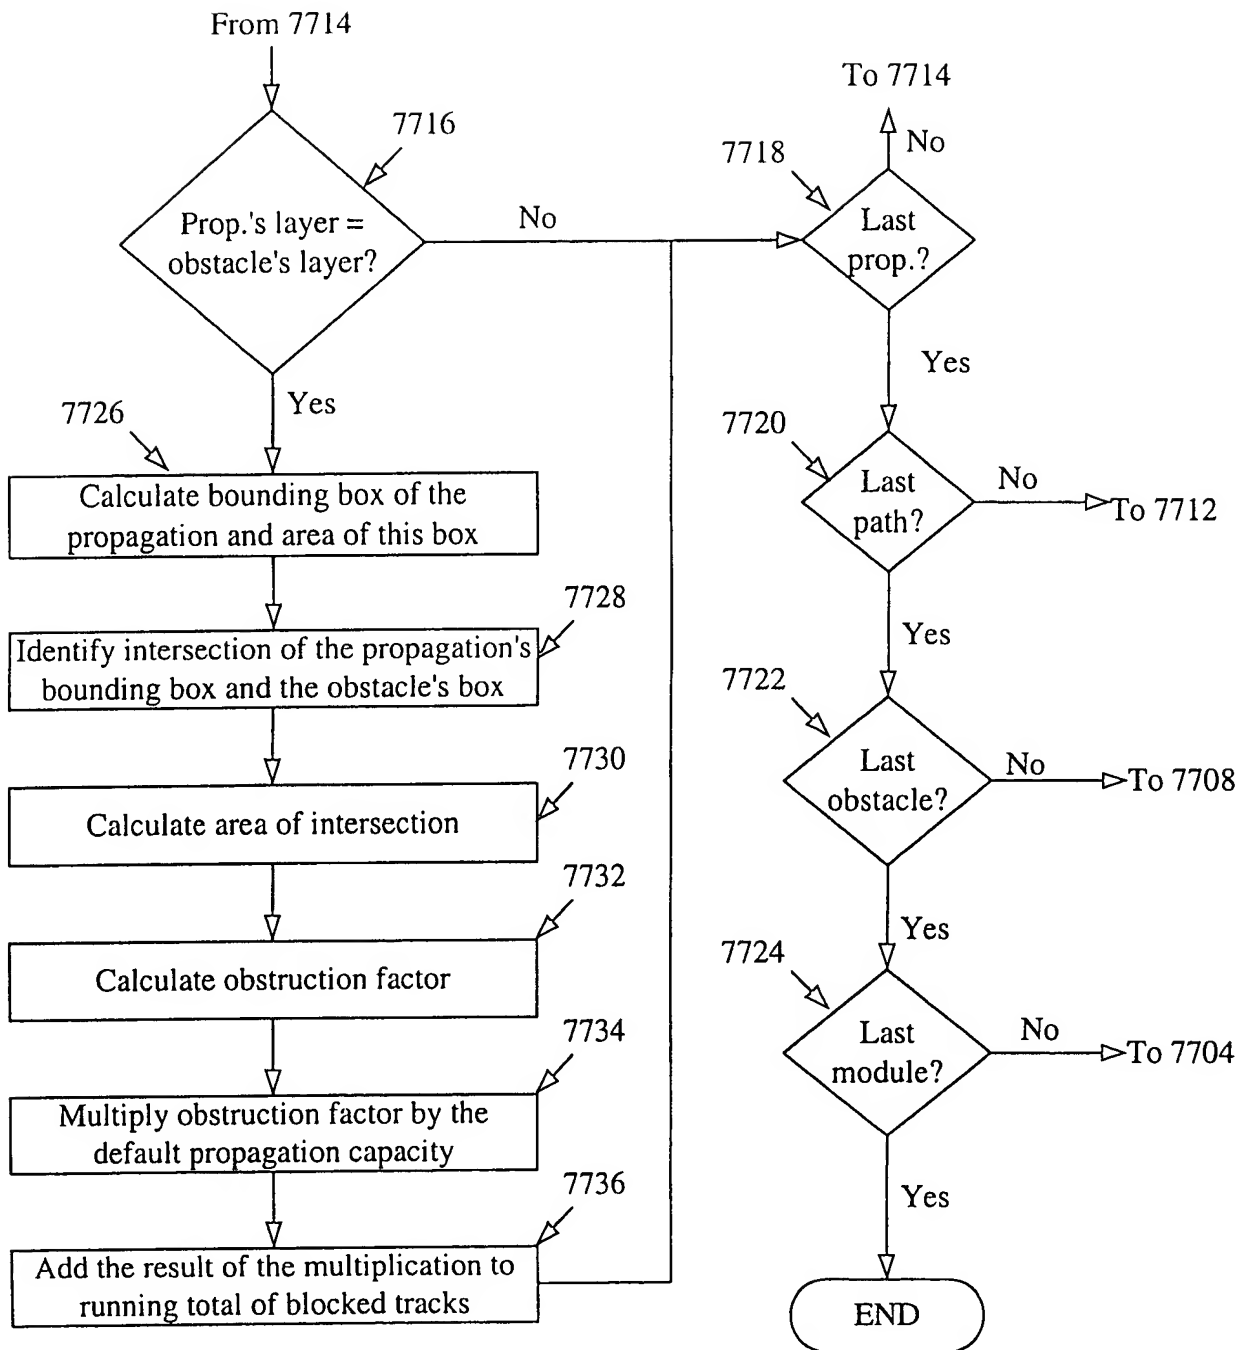 From 7714
7716
Prop.'s layer =
obstacle's layer?
No
Yes
7726
Calculate bounding box of the
propagation and area of this box
7728
Identify intersection of the propagation's
bounding box and the obstacle's box
7730
Calculate area of intersection
7732
Calculate obstruction factor
7734
Multiply obstruction factor by the
default propagation capacity
7736
Add the result of the multiplication to
running total of blocked tracks
To 7714
No
7718
Last
prop.?
Yes
7720
Last
path?
No
To 7712
Yes
7722
Last
obstacle?
No
To 7708
Yes
7724
Last
module?
No
To 7704
Yes
END